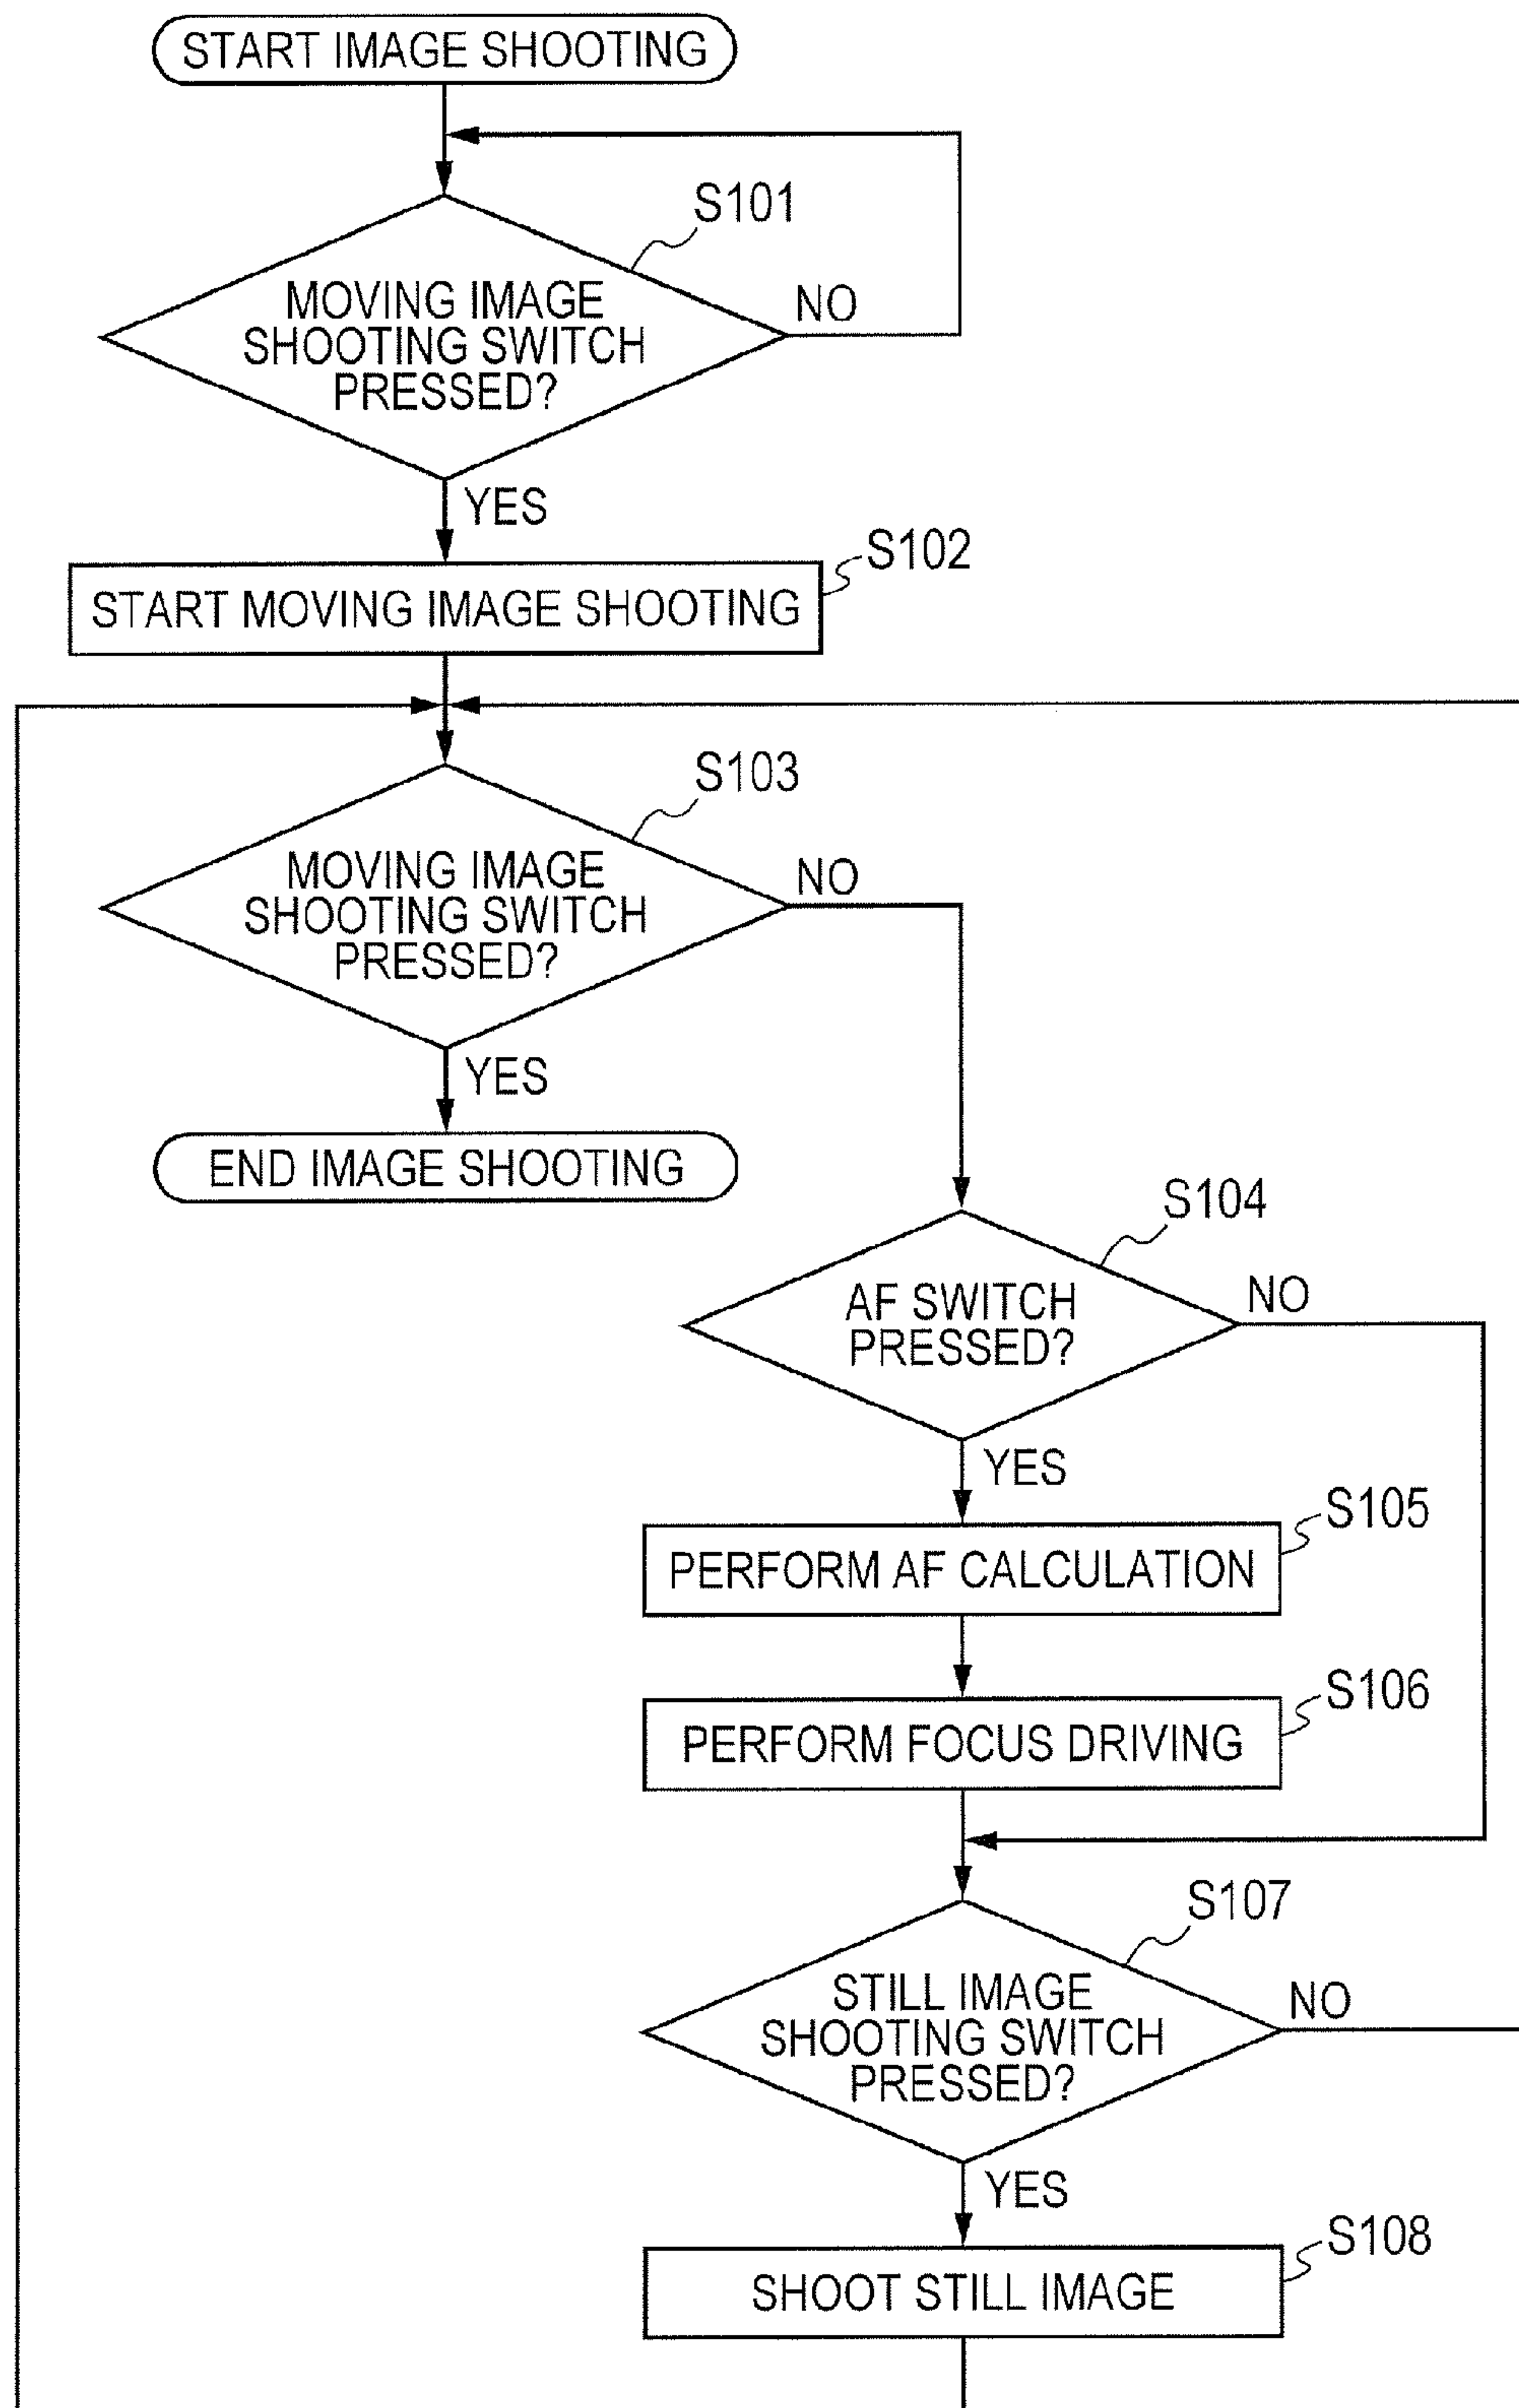 START IMAGE SHOOTING
S101
MOVING IMAGE
SHOOTING SWITCH
PRESSED?
NO
YES
S102
START MOVING IMAGE SHOOTING
S103
MOVING IMAGE
SHOOTING SWITCH
PRESSED?
NO
YES
END IMAGE SHOOTING
S104
AF SWITCH
PRESSED?
NO
YES
S105
PERFORM AF CALCULATION
S106
PERFORM FOCUS DRIVING
S107
STILL IMAGE
SHOOTING SWITCH
PRESSED?
NO
YES
S108
SHOOT STILL IMAGE